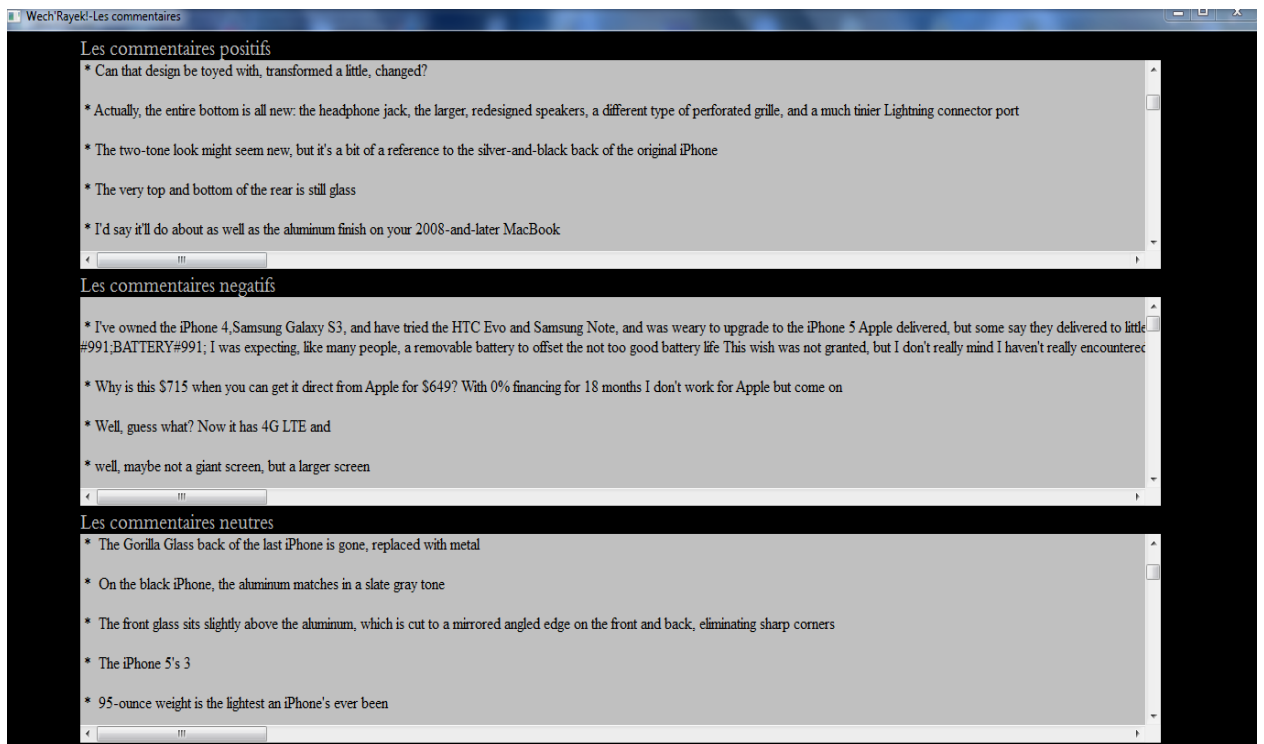 Wech'Rayek!-Les commentaires
Les commentaires positifs
* Can that design be toyed with, transformed a little, changed?
* Actually, the entire bottom is all new: the headphone jack, the larger, redesigned speakers, a different type of perforated grille, and a much tinier Lightning connector port
* The two-tone look might seem new, but it's a bit of a reference to the silver-and-black back of the original iPhone
* The very top and bottom of the rear is still glass
* I'd say it'll do about as well as the aluminum finish on your 2008-and-later MacBook
Les commentaires negatifs
* I've owned the iPhone 4,Samsung Galaxy S3, and have tried the HTC Evo and Samsung Note, and was weary to upgrade to the iPhone 5 Apple delivered, but some say they delivered to little
#991;BATTERY#991; I was expecting, like many people, a removable battery to offset the not too good battery life This wish was not granted, but I don't really mind I haven't really encountered
* Why is this $715 when you can get it direct from Apple for $649? With 0% financing for 18 months I don't work for Apple but come on
* Well, guess what? Now it has 4G LTE and
* well, maybe not a giant screen, but a larger screen
Les commentaires neutres
* The Gorilla Glass back of the last iPhone is gone, replaced with metal
* On the black iPhone, the aluminum matches in a slate gray tone
* The front glass sits slightly above the aluminum, which is cut to a mirrored angled edge on the front and back, eliminating sharp corners
* The iPhone 5's 3
* 95-ounce weight is the lightest an iPhone's ever been